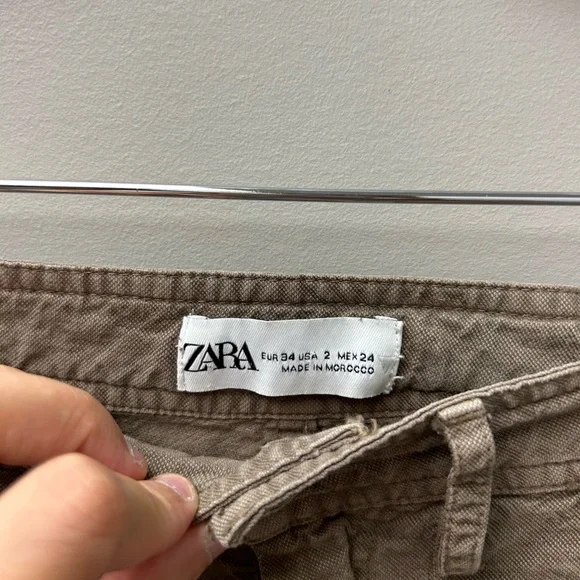 ZARA
EUR 34 USA 2 MEX 24
MADE IN MOROCCO